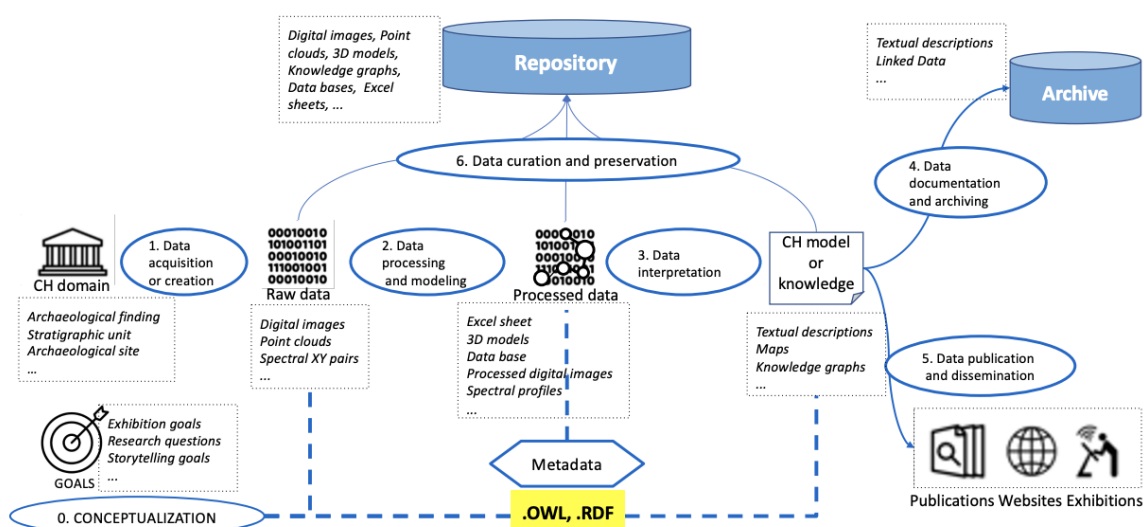 Digital images, Point
clouds, 3D models,
Knowledge graphs,
Data bases, Excel
sheets, ...
Repository
Textual descriptions
Linked Data
...
Archive
6. Data curation and preservation
4. Data
documentation
and archiving
CH domain
1. Data
acquisition
or creation
00010010
101001101
00010010
111001001
00010010
Raw data
2. Data
processing
and modeling
Processed data
3. Data
interpretation
CH model
or
knowledge
Archaeological finding
Stratigraphic unit
Archaeological site
...
Digital images
Point clouds
Spectral XY pairs
...
Excel sheet
3D models
Data base
Processed digital images
Spectral profiles
...
Textual descriptions
Maps
Knowledge graphs
...
5. Data publication
and dissemination
GOALS
Exhibition goals
Research questions
Storytelling goals
...
Metadata
.OWL, .RDF
0. CONCEPTUALIZATION
Publications Websites Exhibitions